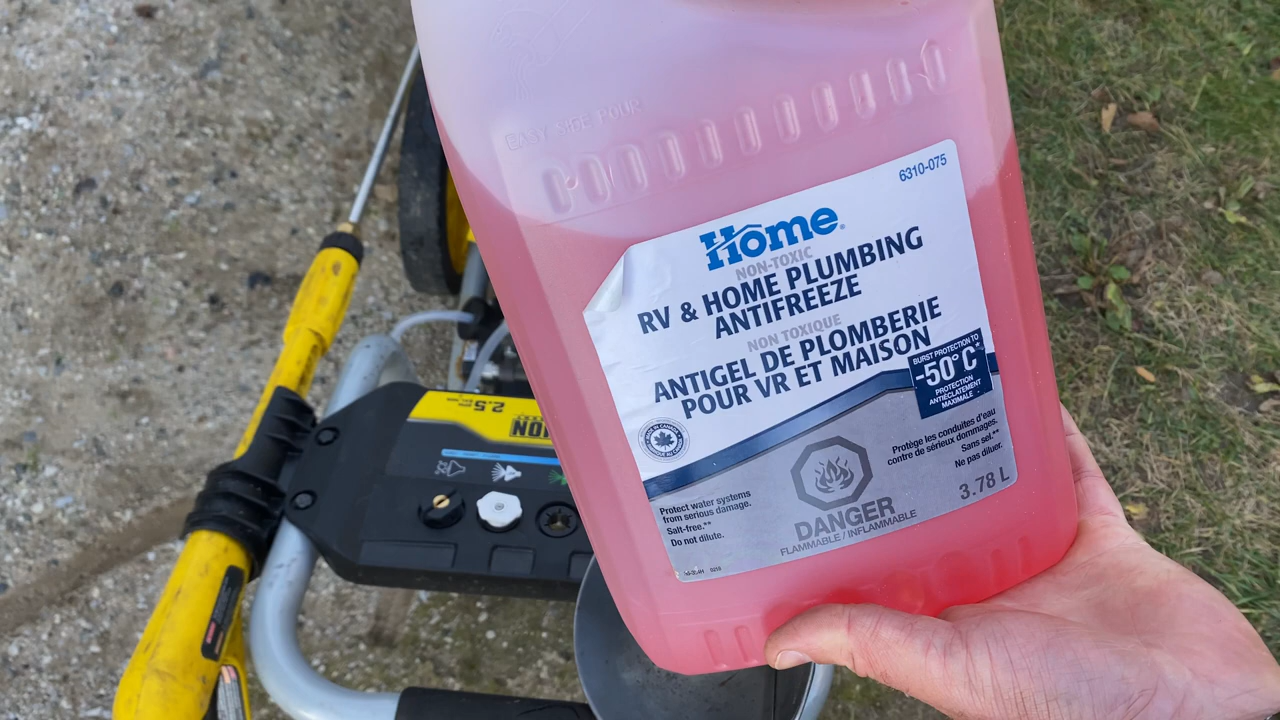 EASY SIDE POUR
6310-075
Home
NON-TOXIC
RV & HOME PLUMBING
ANTIFREEZE
NON TOXIQUE
ANTIGEL DE PLOMBERIE
POUR VR ET MAISON
BURST PROTECTION TO
-50°C*
PROTECTION
ANTIÉCLATEMENT
MAXIMALE
MADE IN CANADA
Protège les conduites d'eau
contre de sérieux dommages.
Sans sel.**
Ne pas diluer.
Protect water systems
from serious damage.
Salt-free.**
Do not dilute.
DANGER
FLAMMABLE / INFLAMMABLE
3.78 L
2.5